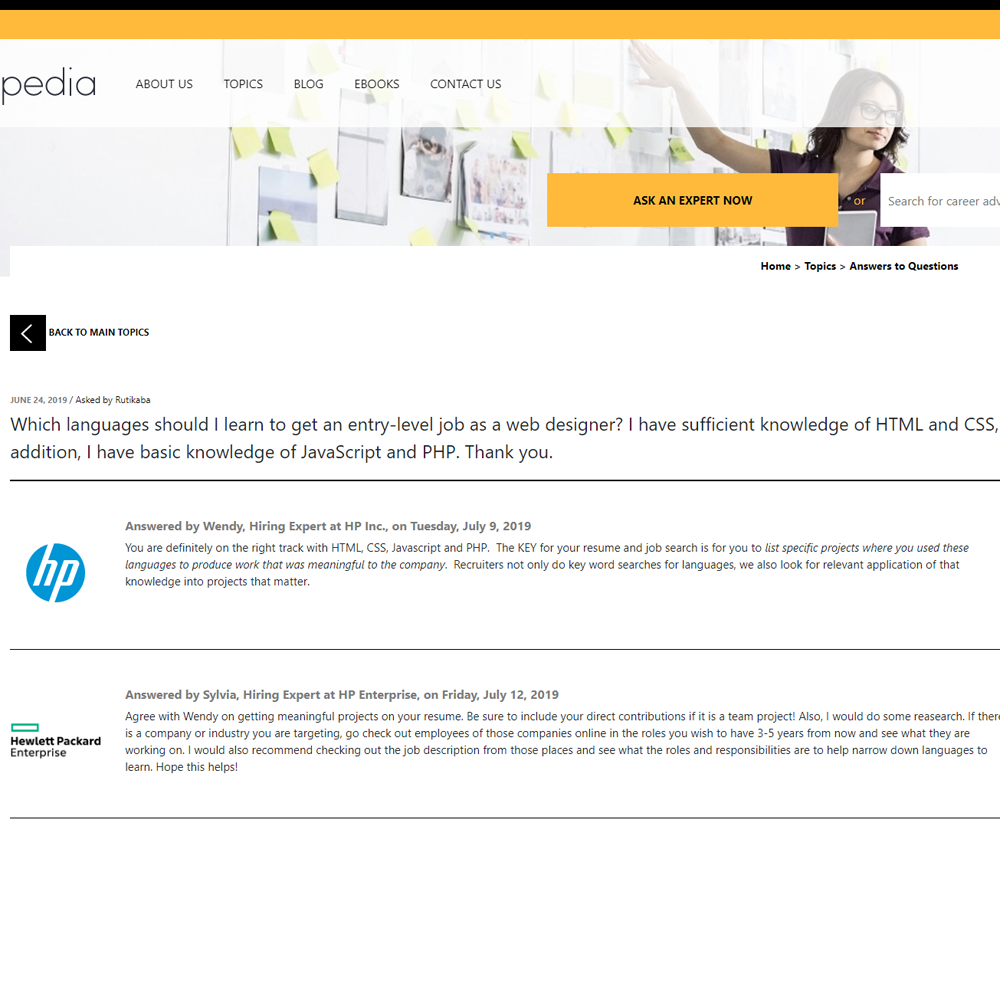 pedia
ABOUT US TOPICS BLOG EBOOKS CONTACT US
ASK AN EXPERT NOW or Search for career adv
Home > Topics > Answers to Questions
BACK TO MAIN TOPICS
JUNE 24, 2019 / Asked by Rutikaba
Which languages should I learn to get an entry-level job as a web designer? I have sufficient knowledge of HTML and CSS,
addition, I have basic knowledge of JavaScript and PHP. Thank you.
Answered by Wendy, Hiring Expert at HP Inc., on Tuesday, July 9, 2019
hp
You are definitely on the right track with HTML, CSS, Javascript and PHP. The KEY for your resume and job search is for you to list specific projects where you used these
languages to produce work that was meaningful to the company. Recruiters not only do key word searches for languages, we also look for relevant application of that
knowledge into projects that matter.
Answered by Sylvia, Hiring Expert at HP Enterprise, on Friday, July 12, 2019
Hewlett Packard
Enterprise
Agree with Wendy on getting meaningful projects on your resume. Be sure to include your direct contributions if it is a team project! Also, I would do some reasearch. If there
is a company or industry you are targeting, go check out employees of those companies online in the roles you wish to have 3-5 years from now and see what they are
working on. I would also recommend checking out the job description from those places and see what the roles and responsibilities are to help narrow down languages to
learn. Hope this helps!